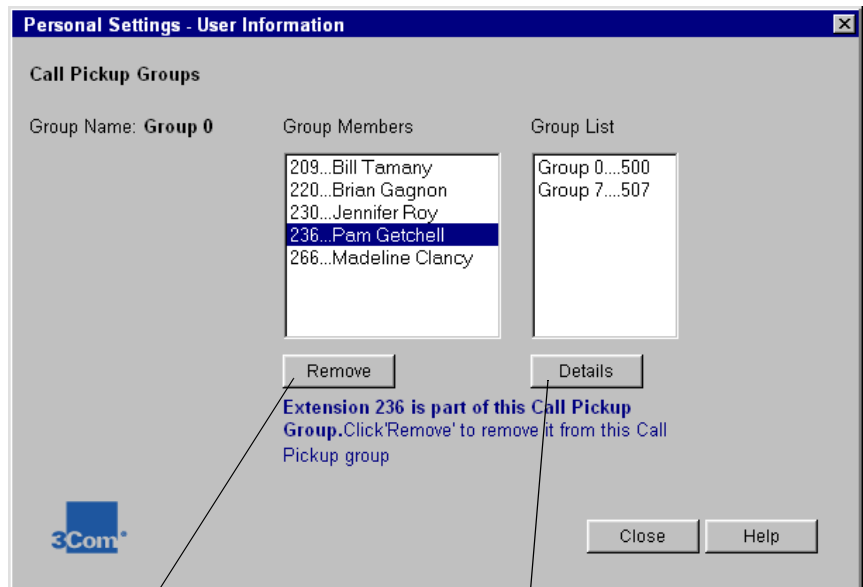 Personal Settings - User Information
Call Pickup Groups
Group Name: Group 0
Group Members
Group List
209...Bill Tamany
220...Brian Gagnon
230...Jennifer Roy
236...Pam Getchell
266...Madeline Clancy
Group 0....500
Group 7....507
Remove
Details
Extension 236 is part of this Call Pickup
Group.Click'Remove' to remove it from this Call
Pickup group
3Com
Close
Help